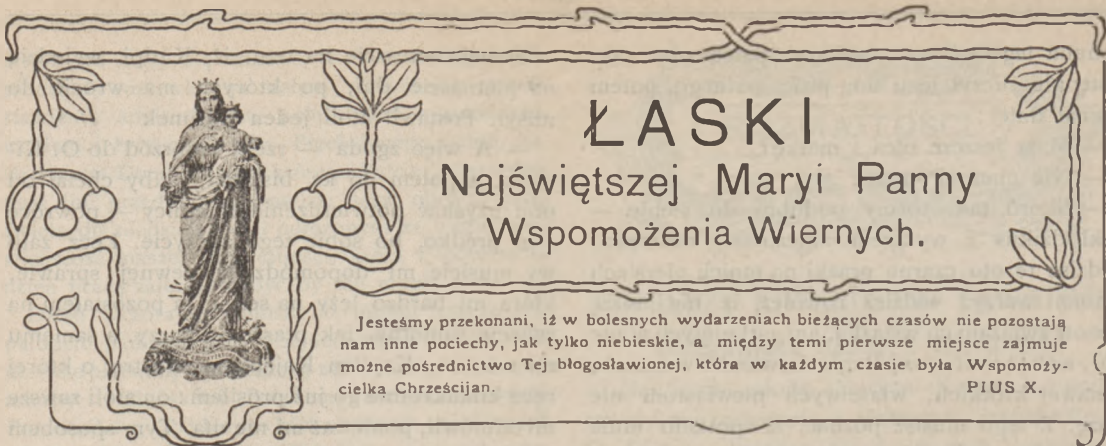 ŁASKI
Najświętszej Maryi Panny
Wspomożenia Wiernych.
Jesteśmy przekonani, iż w bolesnych wydarzeniach bieżących czasów nie pozostają
nam inne pociechy, jak tylko niebieskie, a między temi pierwsze miejsce zajmuje
możne pośrednictwo Tej błogosławionej, która w każdym czasie była Wspomoży-
cielka Chrześcijan. PIUS X.